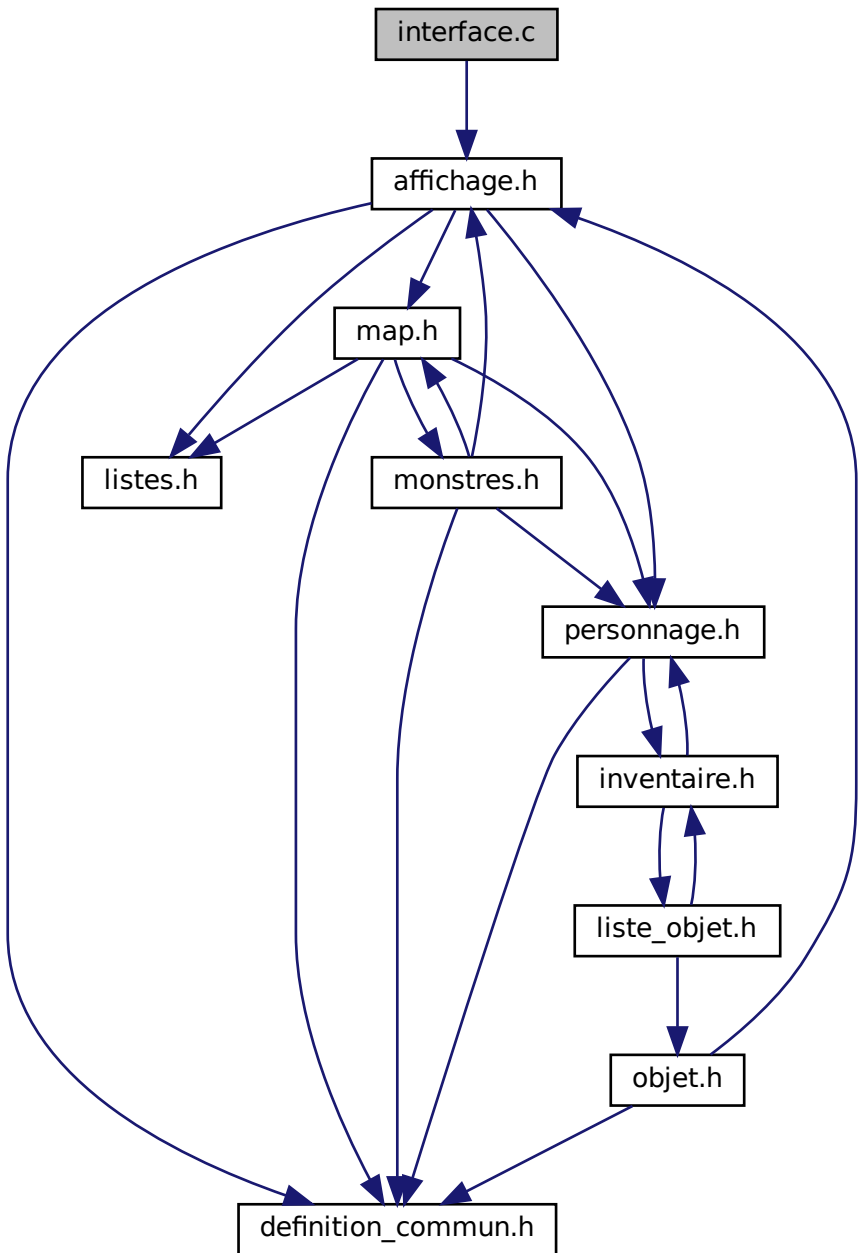 interface.c
affichage.h
map.h
listes.h
monstres.h
personnage.h
inventaire.h
liste_objet.h
objet.h
definition_commun.h